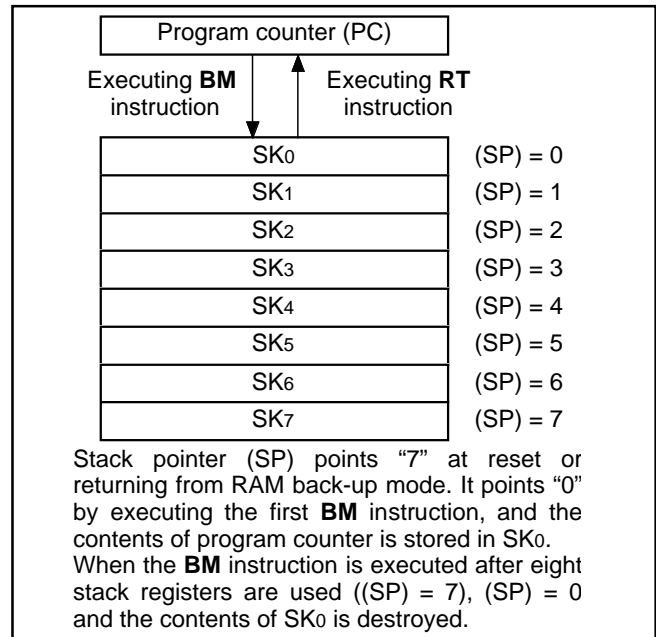 Program counter (PC)
Executing BM
instruction
Executing RT
instruction
SK0 (SP) = 0
SK1 (SP) = 1
SK2 (SP) = 2
SK3 (SP) = 3
SK4 (SP) = 4
SK5 (SP) = 5
SK6 (SP) = 6
SK7 (SP) = 7
Stack pointer (SP) points “7” at reset or
returning from RAM back-up mode. It points “0”
by executing the first BM instruction, and the
contents of program counter is stored in SK0.
When the BM instruction is executed after eight
stack registers are used ((SP) = 7), (SP) = 0
and the contents of SK0 is destroyed.